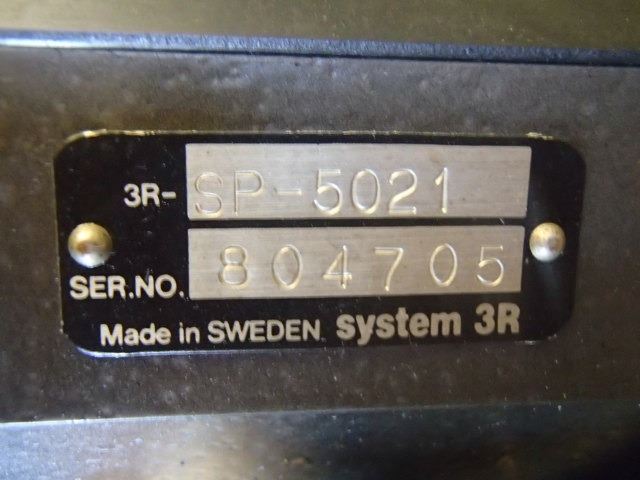 3R-SP-5021
SER.NO. 804705
Made in SWEDEN system 3R